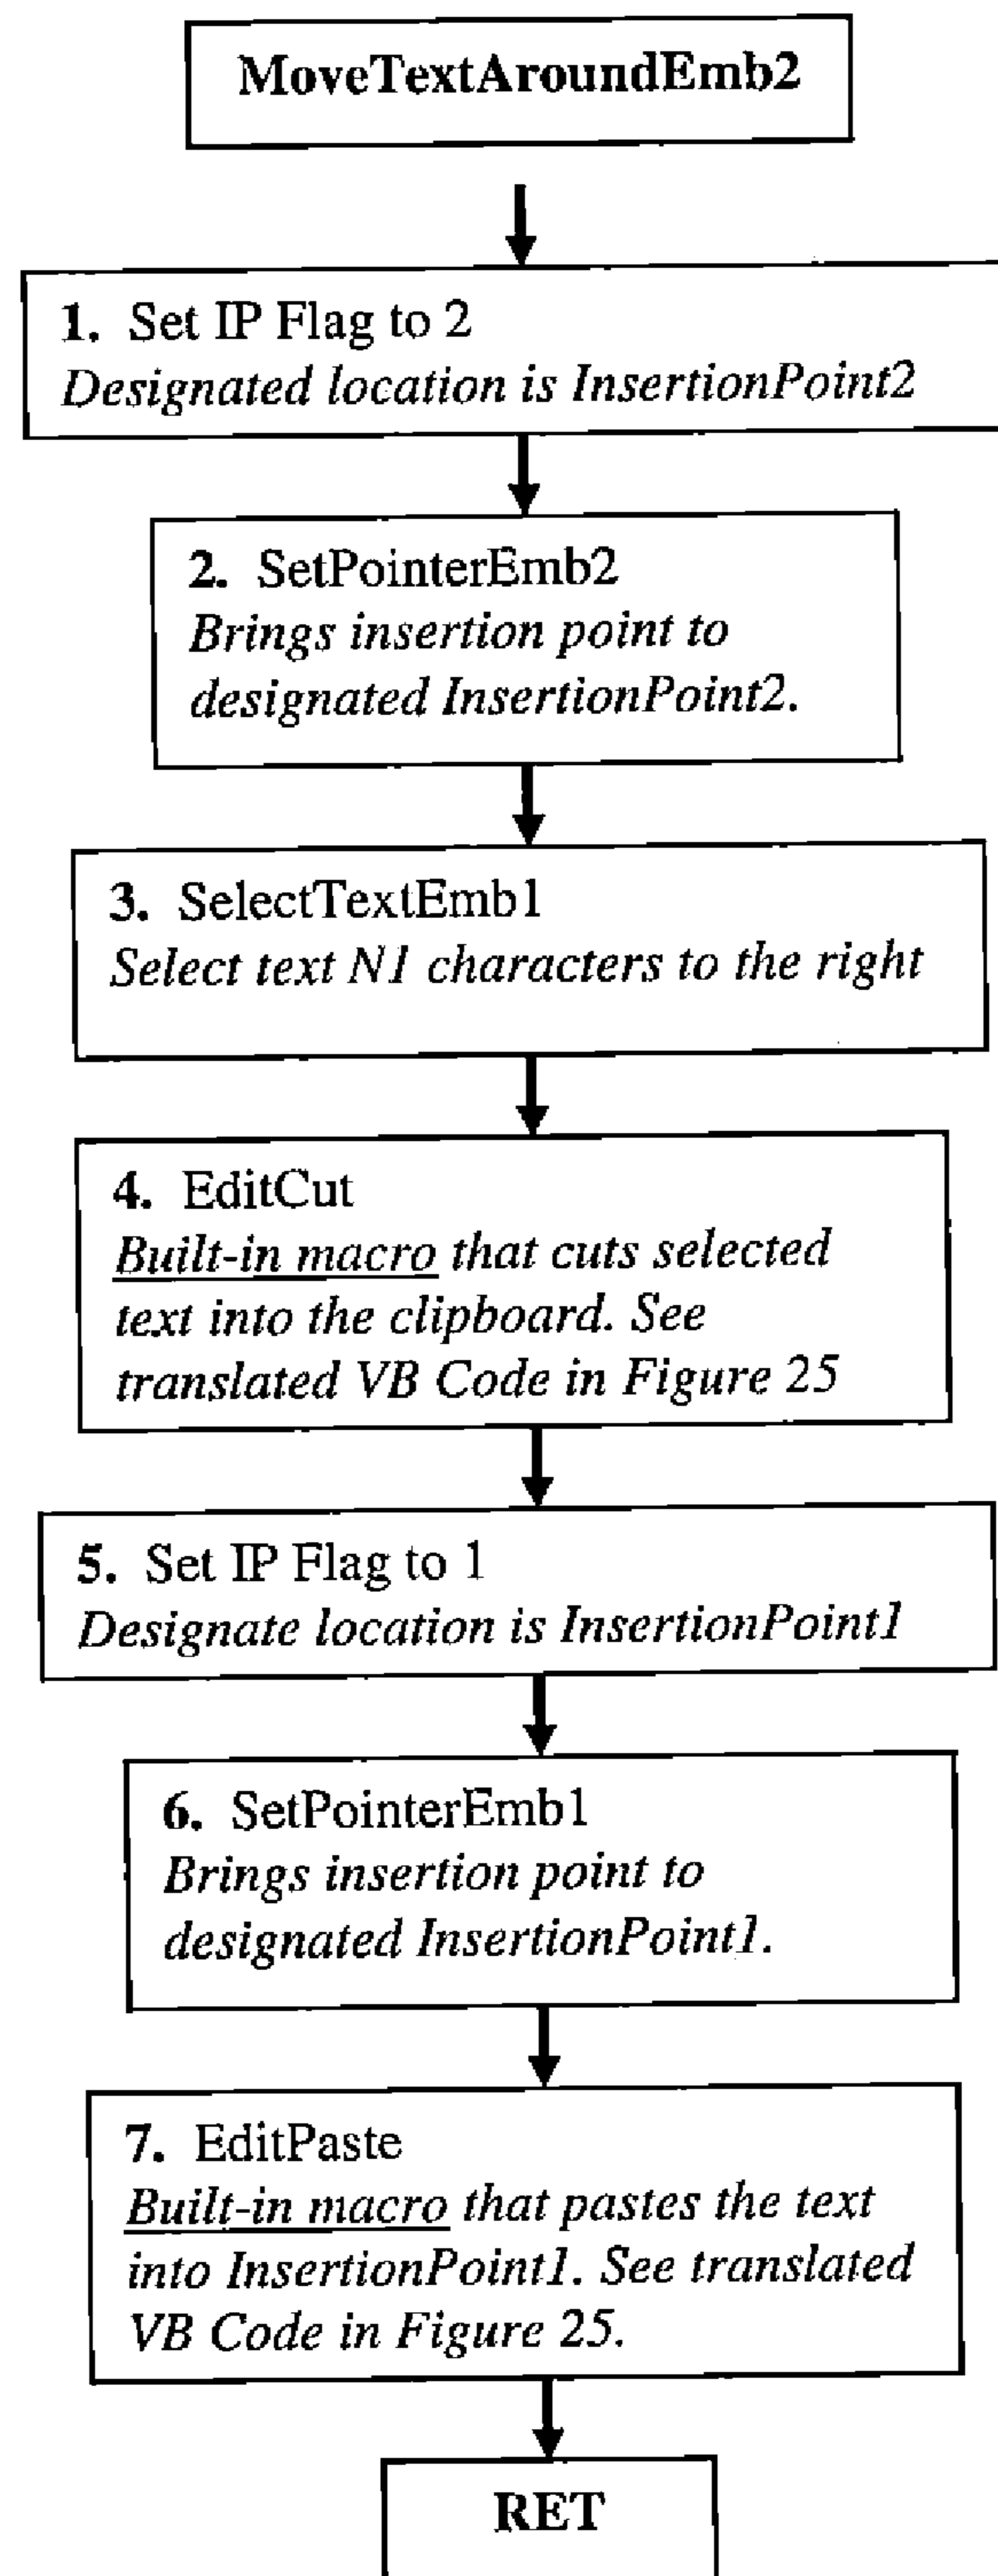 MoveTextAroundEmb2
1. Set IP Flag to 2
Designated location is InsertionPoint2
2. SetPointerEmb2
Brings insertion point to
designated InsertionPoint2.
3. SelectTextEmb1
Select text N1 characters to the right
4. EditCut
Built-in macro that cuts selected
text into the clipboard. See
translated VB Code in Figure 25
5. Set IP Flag to 1
Designate location is InsertionPoint1
6. SetPointerEmb1
Brings insertion point to
designated InsertionPoint1.
7. EditPaste
Built-in macro that pastes the text
into InsertionPoint1. See translated
VB Code in Figure 25.
RET